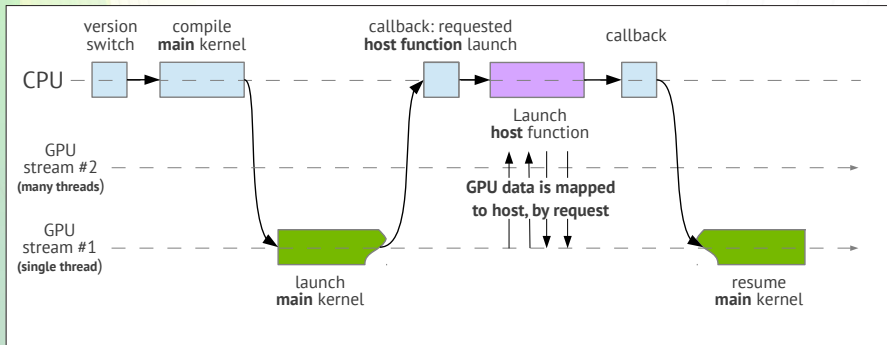 version
switch
compile
main kernel
callback: requested
host function launch
callback
CPU
Launch
host function
GPU
stream #2
(many threads)
GPU data is mapped
to host, by request
GPU
stream #1
(single thread)
launch
main kernel
resume
main kernel